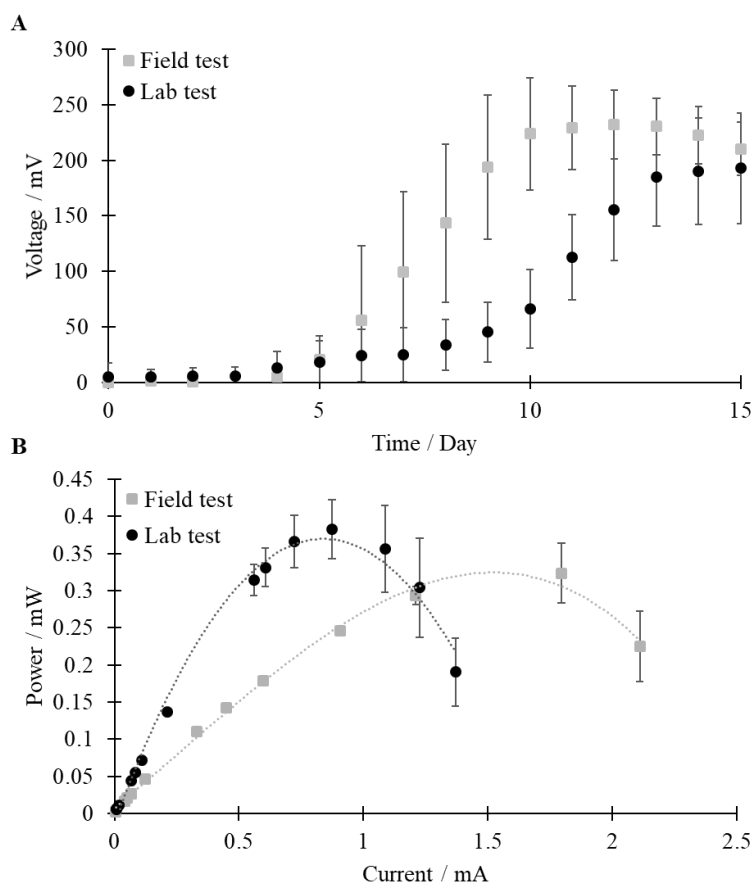 A
300
250
200
150
100
50
0
Voltage / mV
Field test
Lab test
0 5 10 15
Time / Day
B
0.45
0.4
0.35
0.3
0.25
0.2
0.15
0.1
0.05
0
Power / mW
Field test
Lab test
0 0.5 1 1.5 2 2.5
Current / mA